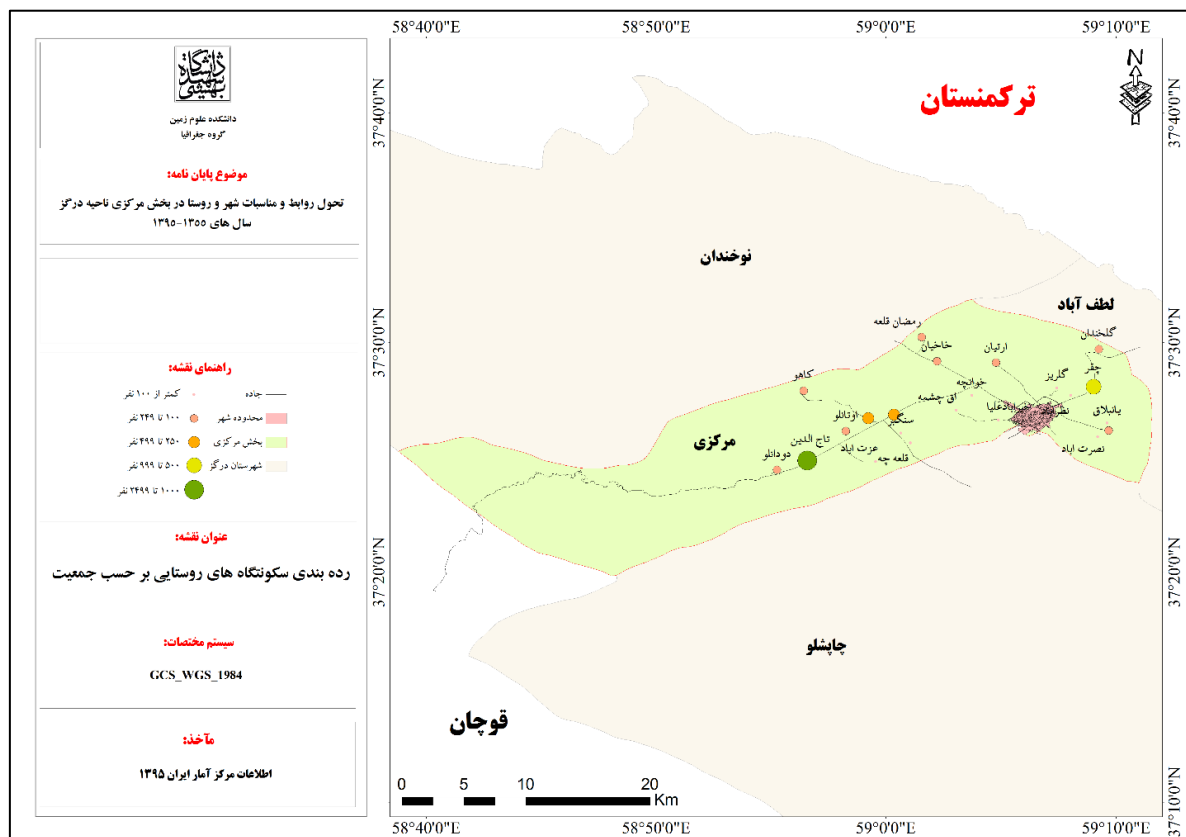 دانشگاه شهید بهشتی
دانشکده علوم زمین
گروه جغرافیا
موضوع پایان نامه:
تحول روابط و مناسبات شهر و روستا در بخش مرکزی ناحیه درگز
سال های ۱۳۵۵-۱۳۹۵
راهنمای نقشه:
جاده
محدوده شهر
بخش مرکزی
شهرستان درگز
کمتر از ۱۰۰ نفر
۱۰۰ تا ۲۴۹ نفر
۲۵۰ تا ۴۹۹ نفر
۵۰۰ تا ۹۹۹ نفر
۱۰۰۰ تا ۲۴۹۹ نفر
عنوان نقشه:
رده بندی سکونتگاه های روستایی بر حسب جمعیت
سیستم مختصات:
GCS_WGS_1984
مآخذ:
اطلاعات مرکز آمار ایران ۱۳۹۵
58°40'0"E 58°50'0"E 59°0'0"E 59°10'0"E
37°40'0"N 37°40'0"N
37°30'0"N 37°30'0"N
37°20'0"N 37°20'0"N
37°10'0"N 37°10'0"N
58°40'0"E 58°50'0"E 59°0'0"E 59°10'0"E
N
ترکمنستان
نوخندان
لطف آباد
رمضان قلعه
گلخندان
خاخیان
ارتیان
چقر
گلریز
کاهو
خوانچه
اق چشمه
یانبلاق
اوتانلو
سنگبر
نصرت اباد
مرکزی
تاج الدین
عزت اباد
قلعه چه
دودانلو
چاپشلو
قوچان
0 5 10 20
Km